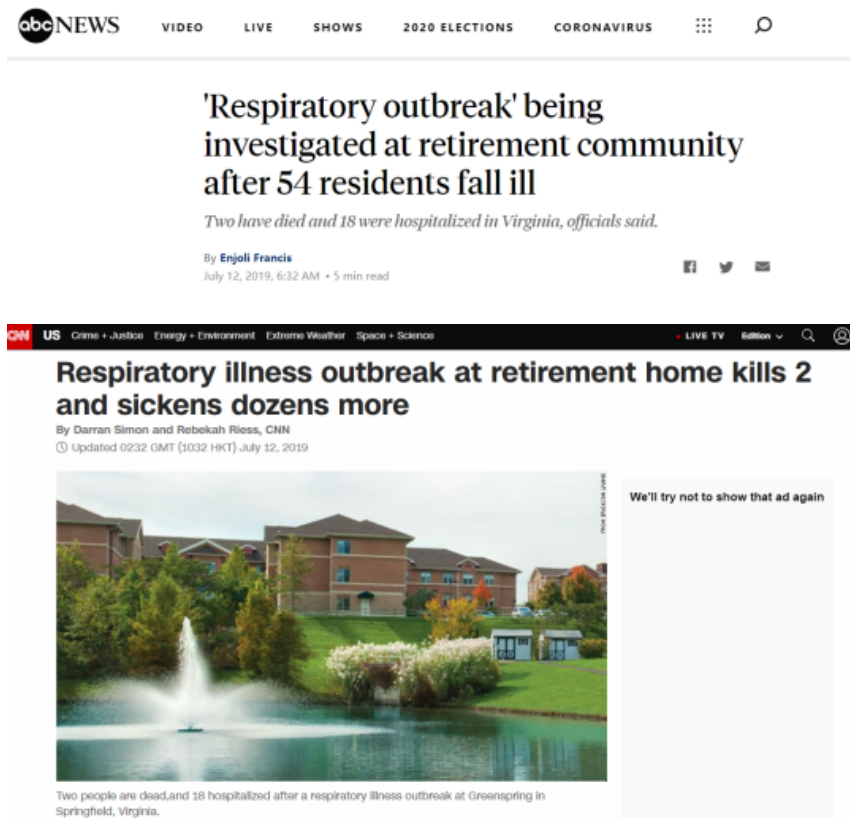 abc NEWS VIDEO LIVE SHOWS 2020 ELECTIONS CORONAVIRUS
'Respiratory outbreak' being
investigated at retirement community
after 54 residents fall ill
Two have died and 18 were hospitalized in Virginia, officials said.
By Enjoli Francis
July 12, 2019, 6:32 AM • 5 min read
CNN US Crime + Justice Energy + Environment Extreme Weather Space + Science LIVE TV Edition
Respiratory illness outbreak at retirement home kills 2
and sickens dozens more
By Darran Simon and Rebekah Riess, CNN
Updated 0232 GMT (1032 HKT) July 12, 2019
We'll try not to show that ad again
Two people are dead,and 18 hospitalized after a respiratory illness outbreak at Greenspring in
Springfield, Virginia.